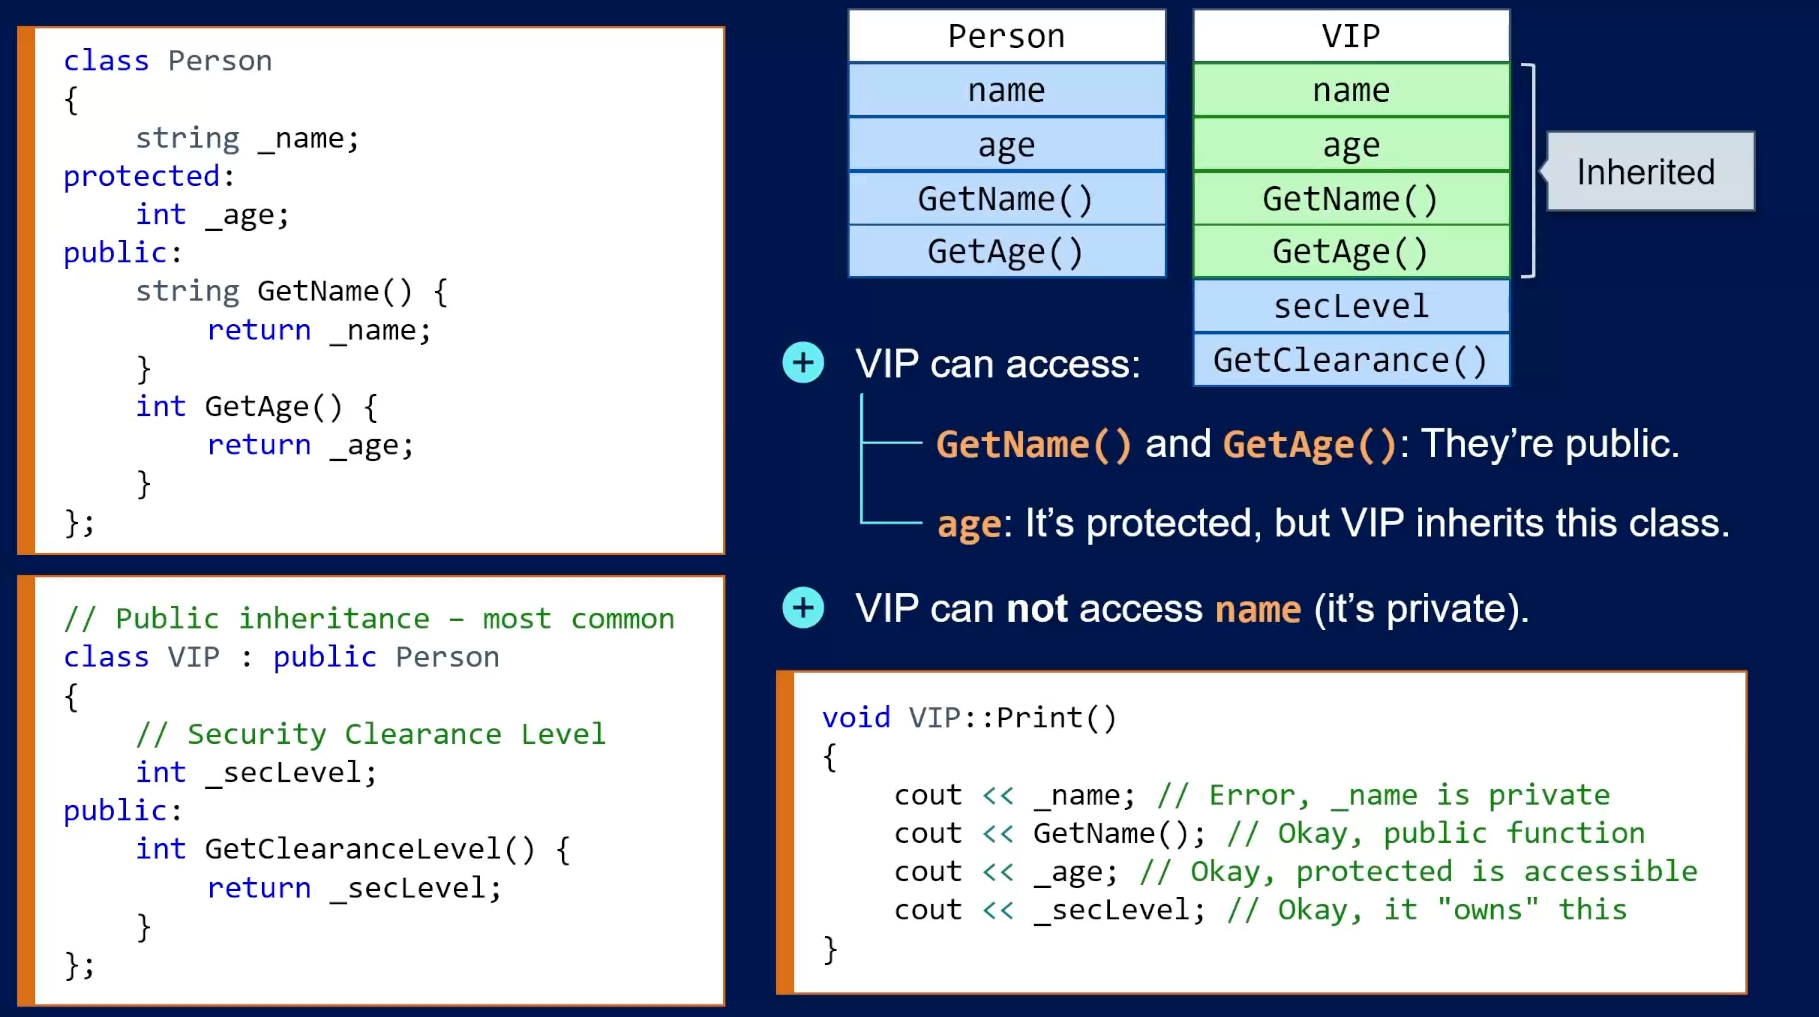 class Person
{
string _name;
protected:
int _age;
public:
string GetName() {
return _name;
}
int GetAge() {
return _age;
}
};
// Public inheritance – most common
class VIP : public Person
{
// Security Clearance Level
int _secLevel;
public:
int GetClearanceLevel() {
return _secLevel;
}
};
Person
name
age
GetName()
GetAge()
VIP
name
age
GetName()
GetAge()
secLevel
GetClearance()
Inherited
VIP can access:
GetName() and GetAge(): They’re public.
age: It’s protected, but VIP inherits this class.
VIP can not access name (it’s private).
void VIP::Print()
{
cout << _name; // Error, _name is private
cout << GetName(); // Okay, public function
cout << _age; // Okay, protected is accessible
cout << _secLevel; // Okay, it "owns" this
}